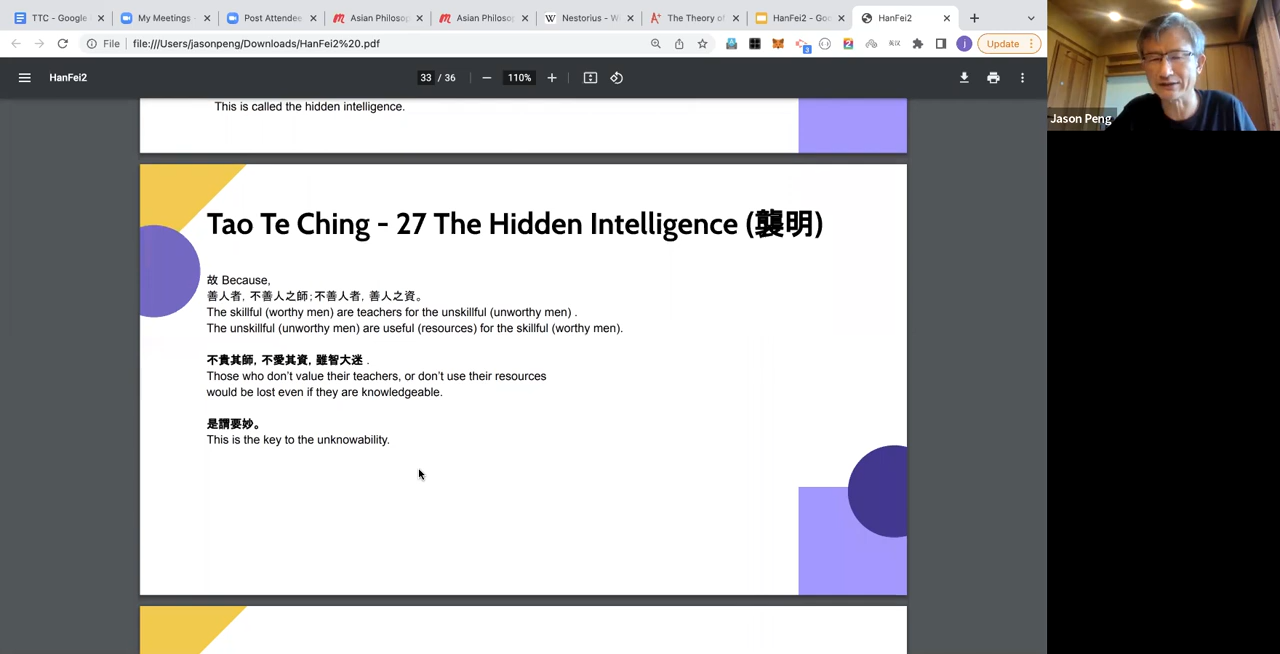 TTC - Google
My Meetings -
Post Attendee
Asian Philosop
Asian Philosop
Nestorius - Wi
The Theory of
HanFei2 - Goo
HanFei2
File
file:///Users/jasonpeng/Downloads/HanFei2%20.pdf
Update
HanFei2
33 / 36
110%
Jason Peng
This is called the hidden intelligence.
Tao Te Ching - 27 The Hidden Intelligence (襲明)
故 Because,
善人者, 不善人之師; 不善人者, 善人之資。
The skillful (worthy men) are teachers for the unskillful (unworthy men) .
The unskillful (unworthy men) are useful (resources) for the skillful (worthy men).
不貴其師, 不愛其資, 雖智大迷 .
Those who don't value their teachers, or don't use their resources
would be lost even if they are knowledgeable.
是謂要妙。
This is the key to the unknowability.